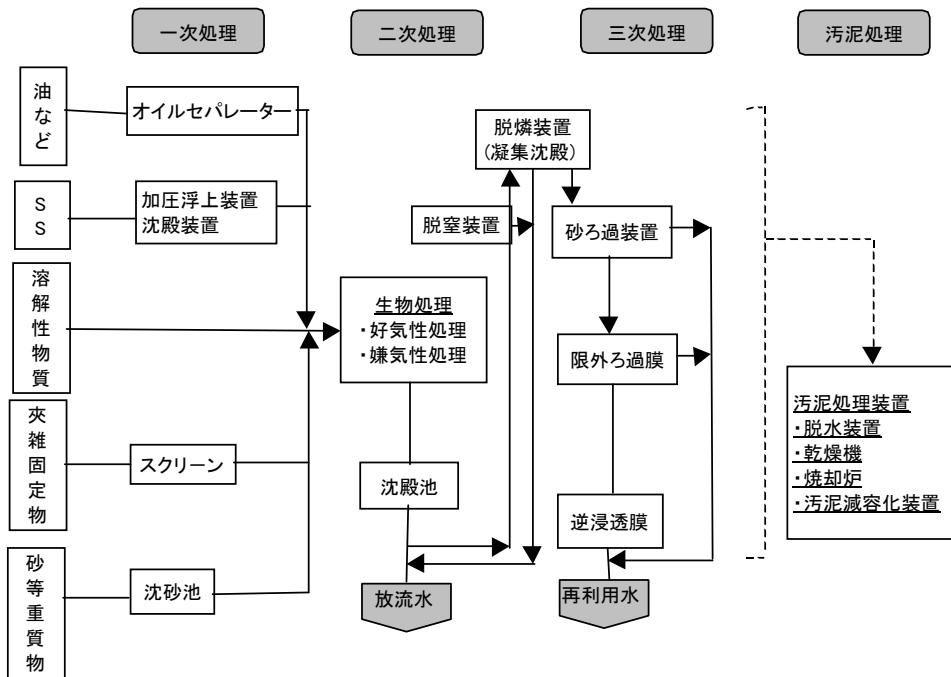 一次処理
二次処理
三次処理
汚泥処理
油など
オイルセパレーター
脱燐装置
(凝集沈殿)
SS
加圧浮上装置
沈殿装置
脱窒装置
砂ろ過装置
溶解性物質
生物処理
・好気性処理
・嫌気性処理
限外ろ過膜
汚泥処理装置
・脱水装置
・乾燥機
・焼却炉
・汚泥減容化装置
夾雑固定物
スクリーン
沈殿池
逆浸透膜
砂等重質物
沈砂池
放流水
再利用水